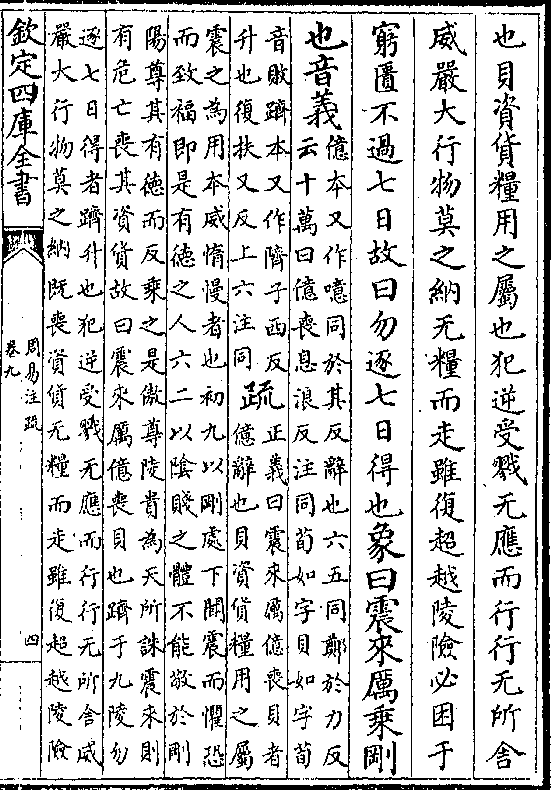 也貝資貨糧用之屬也犯逆受戮无應而行行无所舍
威嚴大行物莫之納无糧而走雖復超越陵險必困于
窮匱不過七日故曰勿逐七日得也象曰震來厲乘剛
也音義
億本又作噫同於其反辭也六五同鄭於力反
云十萬曰億喪息浪反注同荀如字貝如字荀
音敗躋本又作隮子西反
升也復扶又反上六注同
疏
正義曰震來厲億喪貝者
億辭也貝資貨糧用之屬
震之為用本威惰慢者也初九以剛處下聞震而懼恐
而致福即是有德之人六二以陰賤之體不能敬於剛
陽尊其有德而反乘之是傲尊陵貴為天所誅震來則
有危亡喪其資貨故曰震來厲億喪貝也躋于九陵勿
逐七日得者躋升也犯逆受戮无應而行行无所舍威
嚴大行物莫之納既喪資貨无糧而走雖復超越陵險
欽定四庫全書
周易注疏
卷九
四